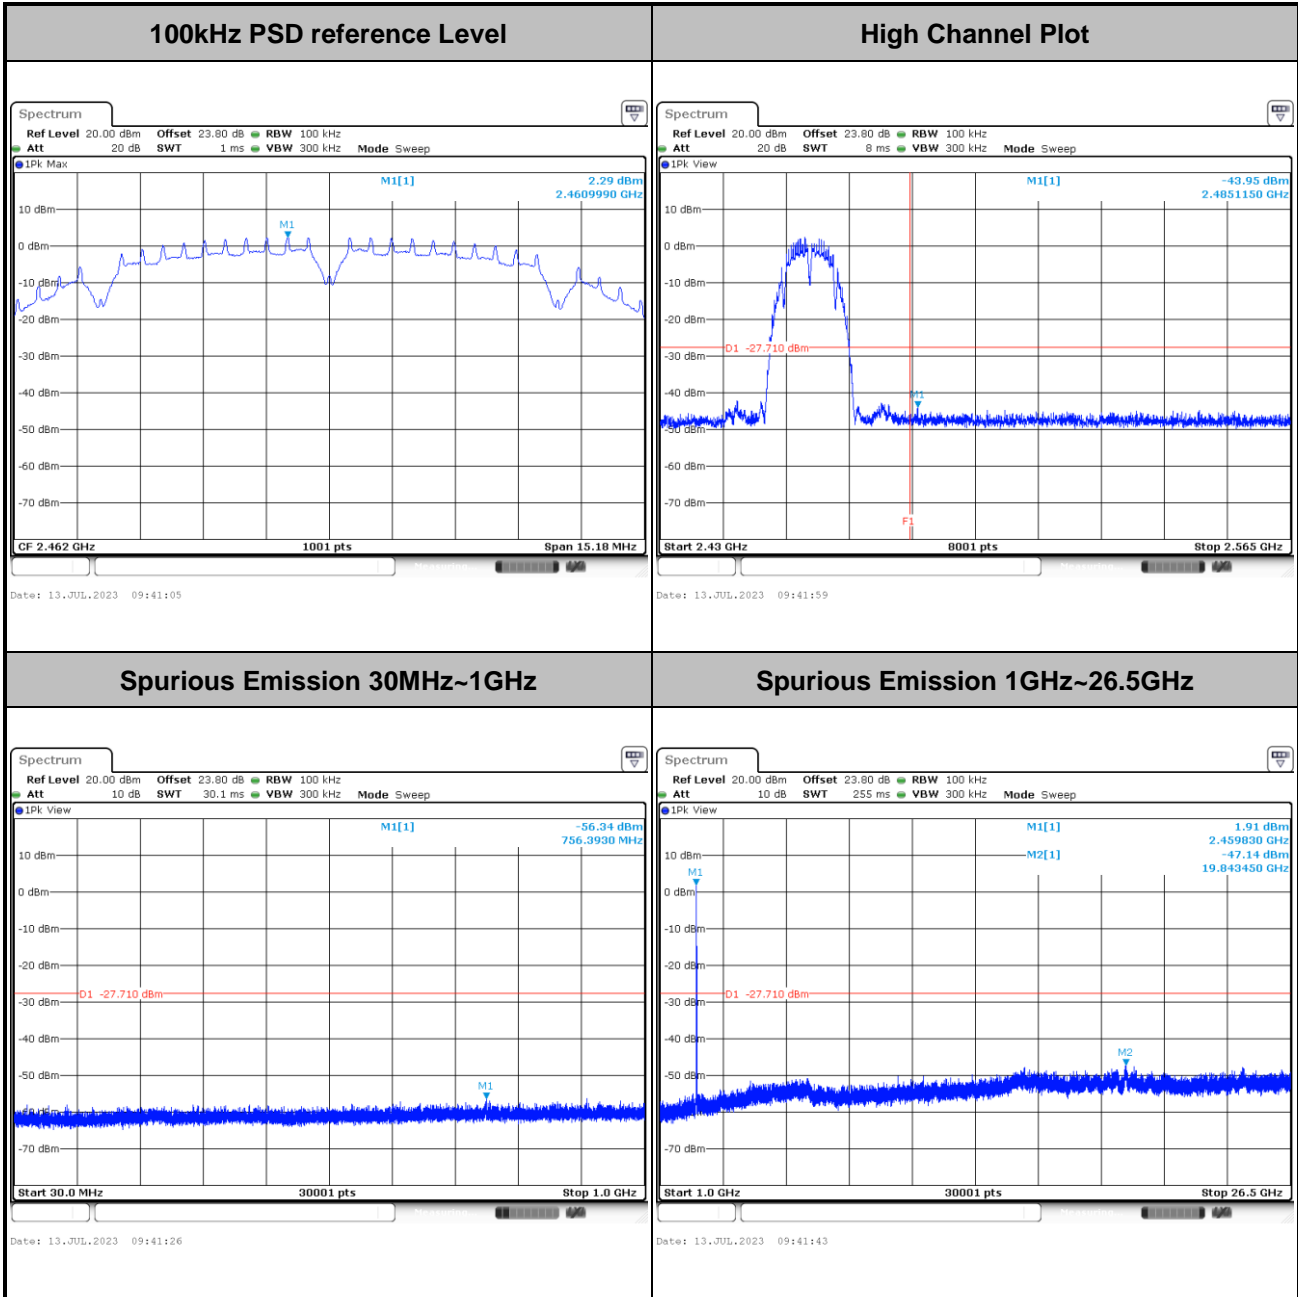 100kHz PSD reference Level
Spectrum
Ref Level 20.00 dBm Offset 23.80 dB RBW 100 kHz
Att 20 dB SWT 1 ms VBW 300 kHz Mode Sweep
1Pk Max
M1[1] 2.29 dBm
2.4609990 GHz
10 dBm
M1
0 dBm
-10 dBm
-20 dBm
-30 dBm
-40 dBm
-50 dBm
-60 dBm
-70 dBm
CF 2.462 GHz 1001 pts Span 15.18 MHz
Date: 13.JUL.2023 09:41:05
High Channel Plot
Spectrum
Ref Level 20.00 dBm Offset 23.80 dB RBW 100 kHz
Att 20 dB SWT 8 ms VBW 300 kHz Mode Sweep
1Pk View
M1[1] -43.95 dBm
2.4851150 GHz
10 dBm
0 dBm
-10 dBm
-20 dBm
D1 -27.710 dBm
-30 dBm
-40 dBm
M1
-50 dBm
-60 dBm
-70 dBm
F1
Start 2.43 GHz 8001 pts Stop 2.565 GHz
Date: 13.JUL.2023 09:41:59
Spurious Emission 30MHz~1GHz
Spectrum
Ref Level 20.00 dBm Offset 23.80 dB RBW 100 kHz
Att 10 dB SWT 30.1 ms VBW 300 kHz Mode Sweep
1Pk View
M1[1] -56.34 dBm
756.3930 MHz
10 dBm
0 dBm
-10 dBm
-20 dBm
D1 -27.710 dBm
-30 dBm
-40 dBm
-50 dBm
M1
-70 dBm
Start 30.0 MHz 30001 pts Stop 1.0 GHz
Date: 13.JUL.2023 09:41:26
Spurious Emission 1GHz~26.5GHz
Spectrum
Ref Level 20.00 dBm Offset 23.80 dB RBW 100 kHz
Att 10 dB SWT 255 ms VBW 300 kHz Mode Sweep
1Pk View
M1[1] 1.91 dBm
2.459830 GHz
10 dBm M2[1] -47.14 dBm
19.843450 GHz
M1
0 dBm
-10 dBm
-20 dBm
D1 -27.710 dBm
-30 dBm
-40 dBm
M2
-50 dBm
-70 dBm
Start 1.0 GHz 30001 pts Stop 26.5 GHz
Date: 13.JUL.2023 09:41:43